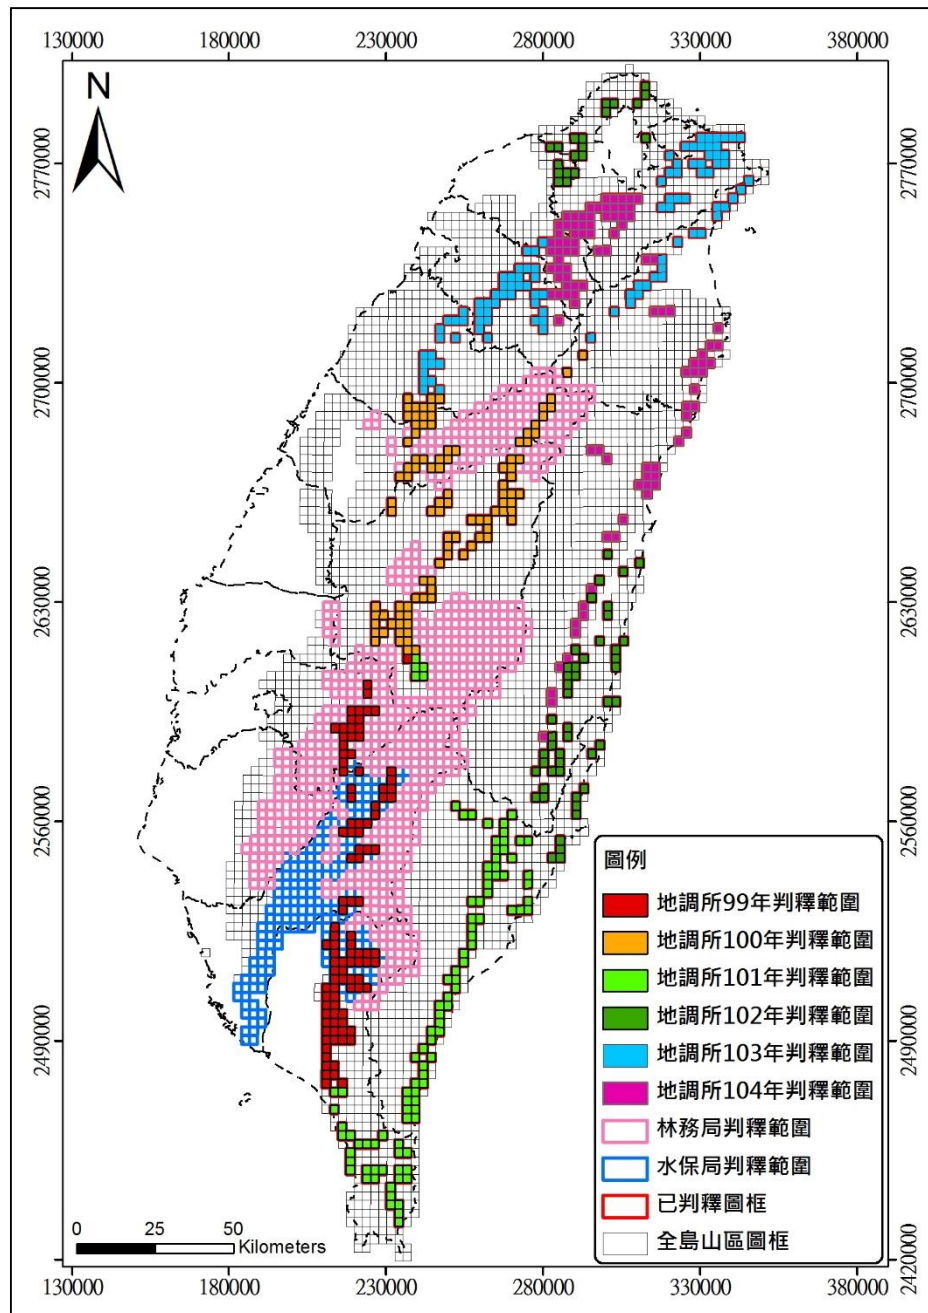 130000 180000 230000 280000 330000 380000
N
2770000 2770000
2700000 2700000
2630000 2630000
2560000 2560000
2490000 2490000
2420000 2420000
圖例
地調所99年判釋範圍
地調所100年判釋範圍
地調所101年判釋範圍
地調所102年判釋範圍
地調所103年判釋範圍
地調所104年判釋範圍
林務局判釋範圍
水保局判釋範圍
已判釋圖框
全島山區圖框
0 25 50
Kilometers
130000 180000 230000 280000 330000 380000